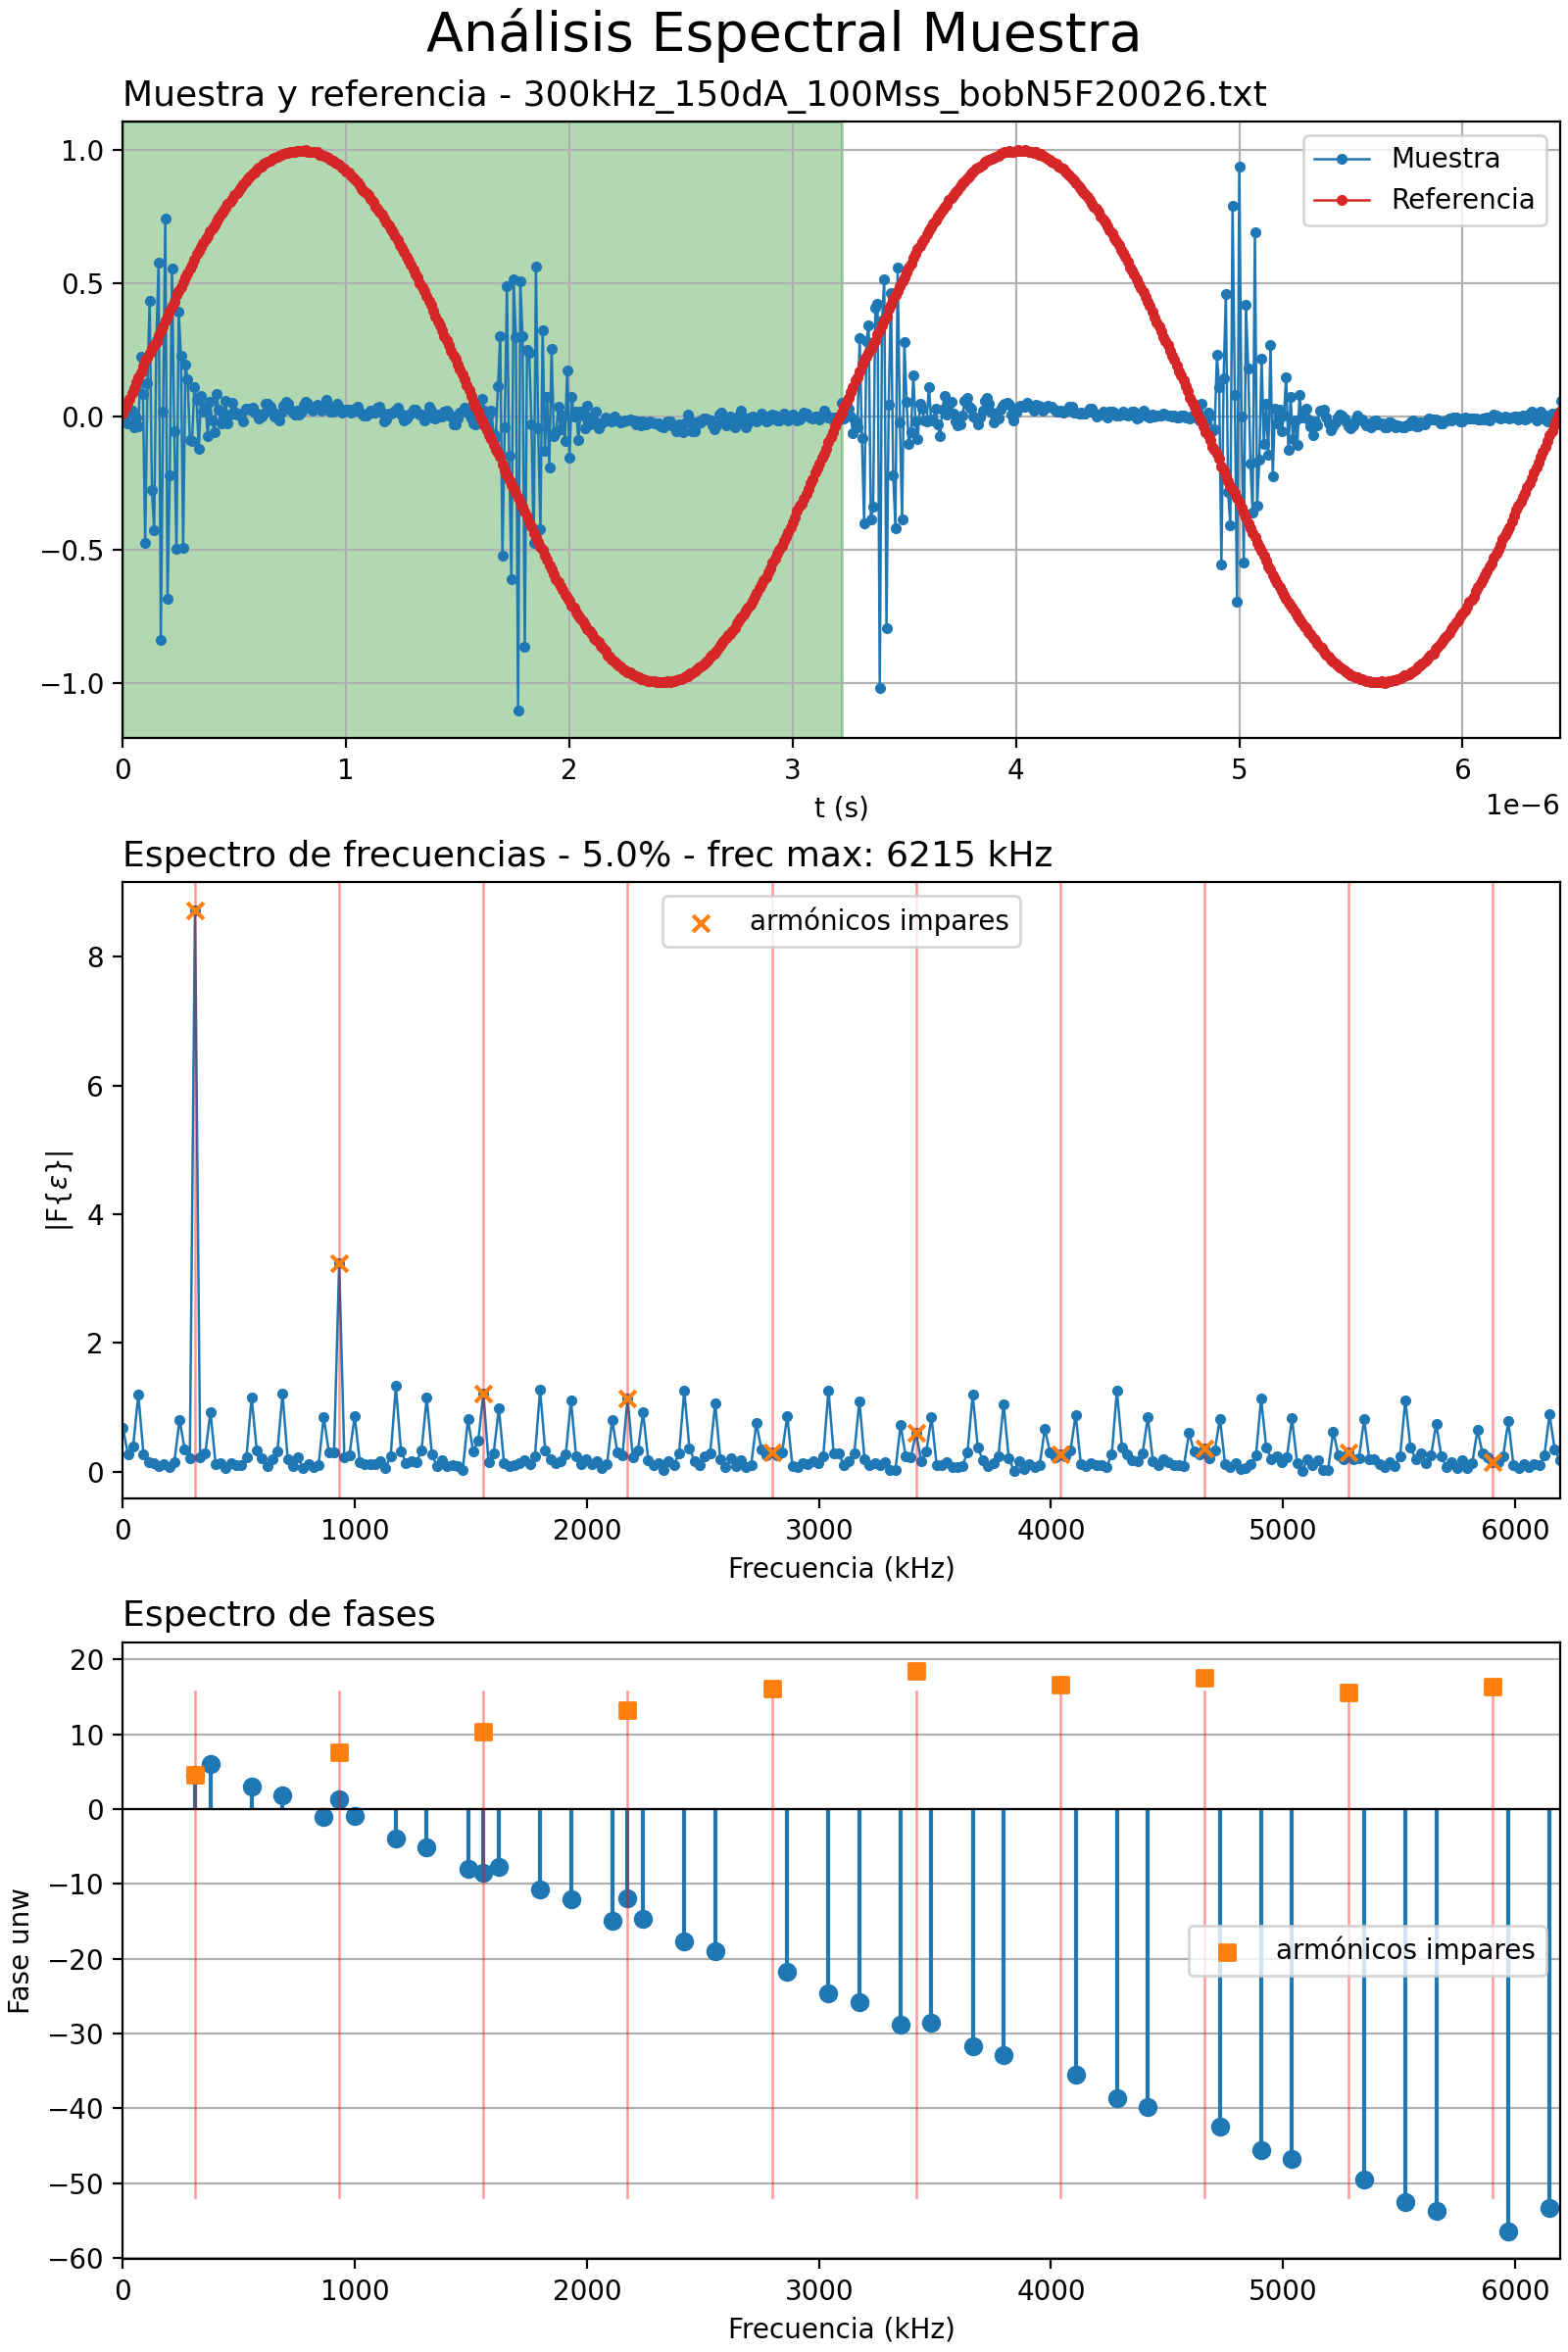 Análisis Espectral Muestra
Muestra y referencia - 300kHz_150dA_100Mss_bobN5F20026.txt
Muestra
Referencia
1.0
0.5
0.0
−0.5
−1.0
0 1 2 3 4 5 6
1e−6
t (s)
Espectro de frecuencias - 5.0% - frec max: 6215 kHz
armónicos impares
8
6
4
2
0
|F{ε}|
0 1000 2000 3000 4000 5000 6000
Frecuencia (kHz)
Espectro de fases
20
10
0
−10
−20
−30
−40
−50
−60
Fase unw
armónicos impares
0 1000 2000 3000 4000 5000 6000
Frecuencia (kHz)